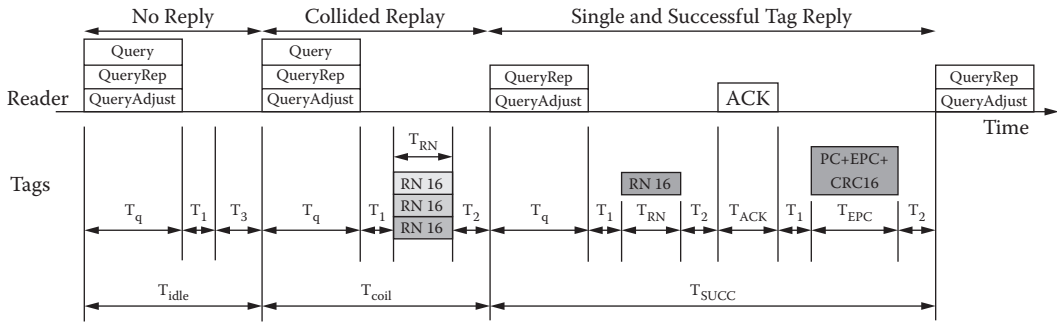 No Reply
Collided Replay
Single and Successful Tag Reply
Query
QueryRep
QueryAdjust
Query
QueryRep
QueryAdjust
QueryRep
QueryAdjust
ACK
QueryRep
QueryAdjust
Reader
Time
Tags
T_RN
RN 16
RN 16
RN 16
RN 16
PC+EPC+
CRC16
T_q
T_1
T_3
T_q
T_1
T_2
T_q
T_1
T_RN
T_2
T_ACK
T_1
T_EPC
T_2
T_idle
T_coil
T_SUCC